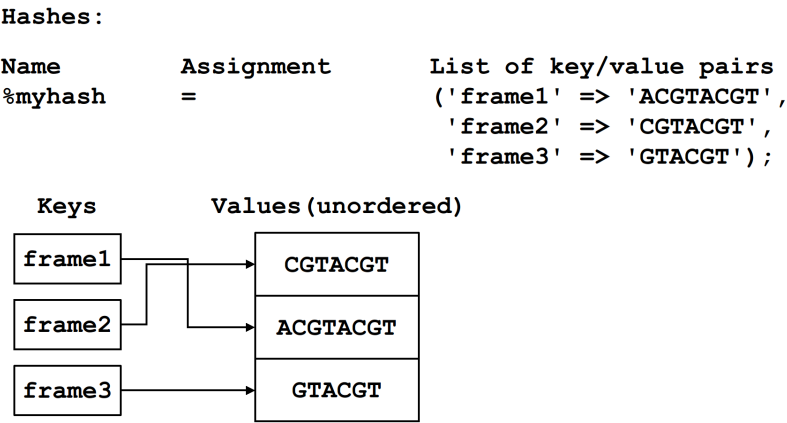 Hashes:
Name Assignment List of key/value pairs
%myhash = ('frame1' => 'ACGTACGT',
'frame2' => 'CGTACGT',
'frame3' => 'GTACGT');
Keys Values(unordered)
frame1 CGTACGT
frame2 ACGTACGT
frame3 GTACGT